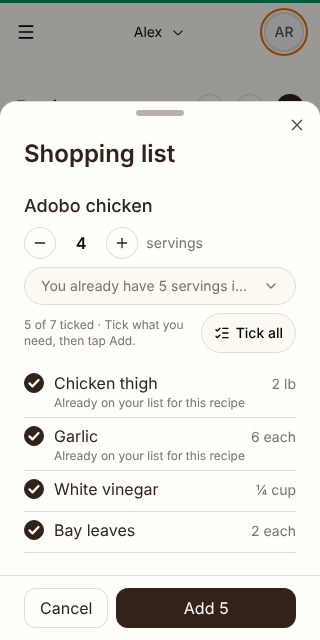 Alex
AR
Shopping list
Adobo chicken
4
servings
You already have 5 servings i...
5 of 7 ticked · Tick what you
need, then tap Add.
Tick all
Chicken thigh
2 lb
Already on your list for this recipe
Garlic
6 each
Already on your list for this recipe
White vinegar
¼ cup
Bay leaves
2 each
Cancel
Add 5